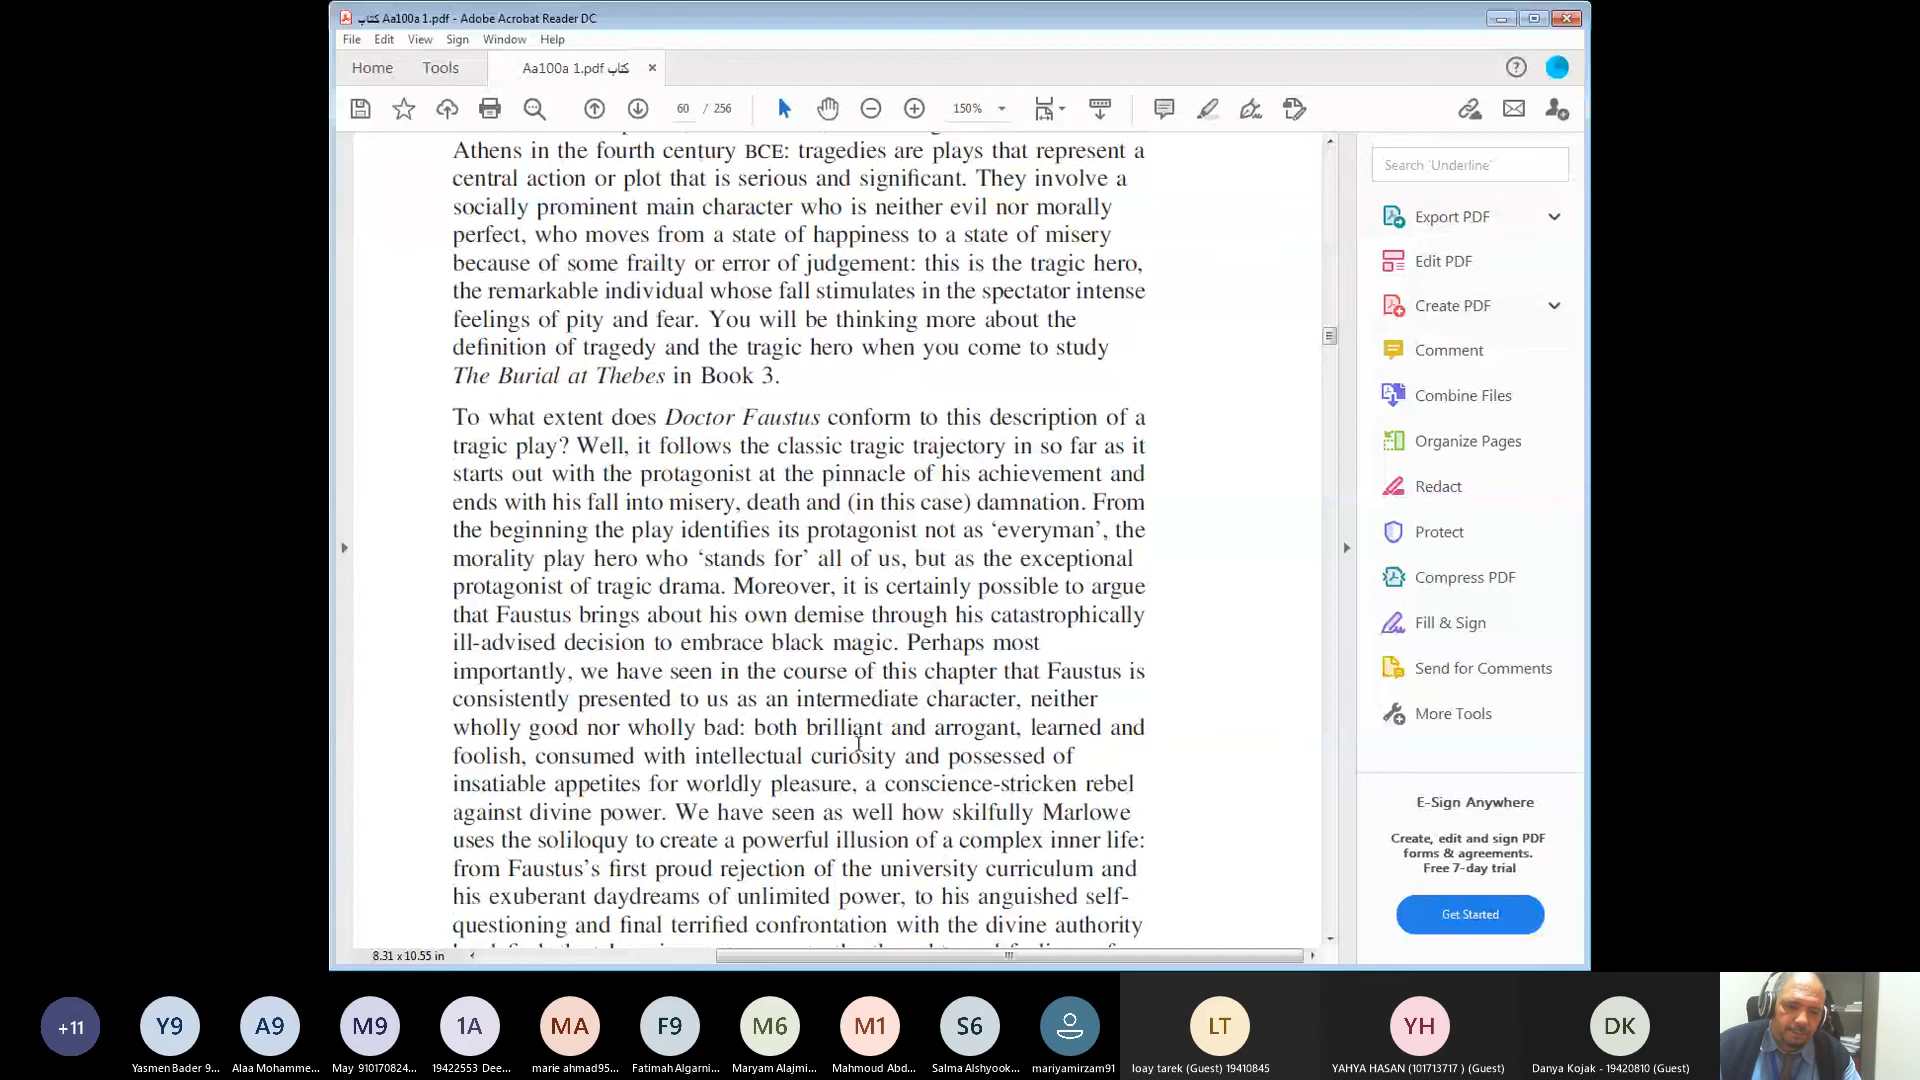 كتاب Aa100a 1.pdf - Adobe Acrobat Reader DC
File Edit View Sign Window Help
Home Tools Aa100a 1.pdf كتاب ×
60 / 256 150%
Athens in the fourth century BCE: tragedies are plays that represent a
central action or plot that is serious and significant. They involve a
socially prominent main character who is neither evil nor morally
perfect, who moves from a state of happiness to a state of misery
because of some frailty or error of judgement: this is the tragic hero,
the remarkable individual whose fall stimulates in the spectator intense
feelings of pity and fear. You will be thinking more about the
definition of tragedy and the tragic hero when you come to study
The Burial at Thebes in Book 3.
To what extent does Doctor Faustus conform to this description of a
tragic play? Well, it follows the classic tragic trajectory in so far as it
starts out with the protagonist at the pinnacle of his achievement and
ends with his fall into misery, death and (in this case) damnation. From
the beginning the play identifies its protagonist not as ‘everyman’, the
morality play hero who ‘stands for’ all of us, but as the exceptional
protagonist of tragic drama. Moreover, it is certainly possible to argue
that Faustus brings about his own demise through his catastrophically
ill-advised decision to embrace black magic. Perhaps most
importantly, we have seen in the course of this chapter that Faustus is
consistently presented to us as an intermediate character, neither
wholly good nor wholly bad: both brilliant and arrogant, learned and
foolish, consumed with intellectual curiosity and possessed of
insatiable appetites for worldly pleasure, a conscience-stricken rebel
against divine power. We have seen as well how skilfully Marlowe
uses the soliloquy to create a powerful illusion of a complex inner life:
from Faustus’s first proud rejection of the university curriculum and
his exuberant daydreams of unlimited power, to his anguished self-
questioning and final terrified confrontation with the divine authority
8.31 x 10.55 in
Search 'Underline'
Export PDF
Edit PDF
Create PDF
Comment
Combine Files
Organize Pages
Redact
Protect
Compress PDF
Fill & Sign
Send for Comments
More Tools
E-Sign Anywhere
Create, edit and sign PDF
forms & agreements.
Free 7-day trial
Get Started
+11 Y9 A9 M9 1A MA F9 M6 M1 S6 LT YH DK
Yasmen Bader 9... Alaa Mohamme... May 910170824... 19422553 Dee... marie ahmad95... Fatimah Algarni... Maryam Alajmi... Mahmoud Abd... Salma Alshyook... mariyamirzam91 loay tarek (Guest) 19410845 YAHYA HASAN (101713717 ) (Guest) Danya Kojak - 19420810 (Guest)